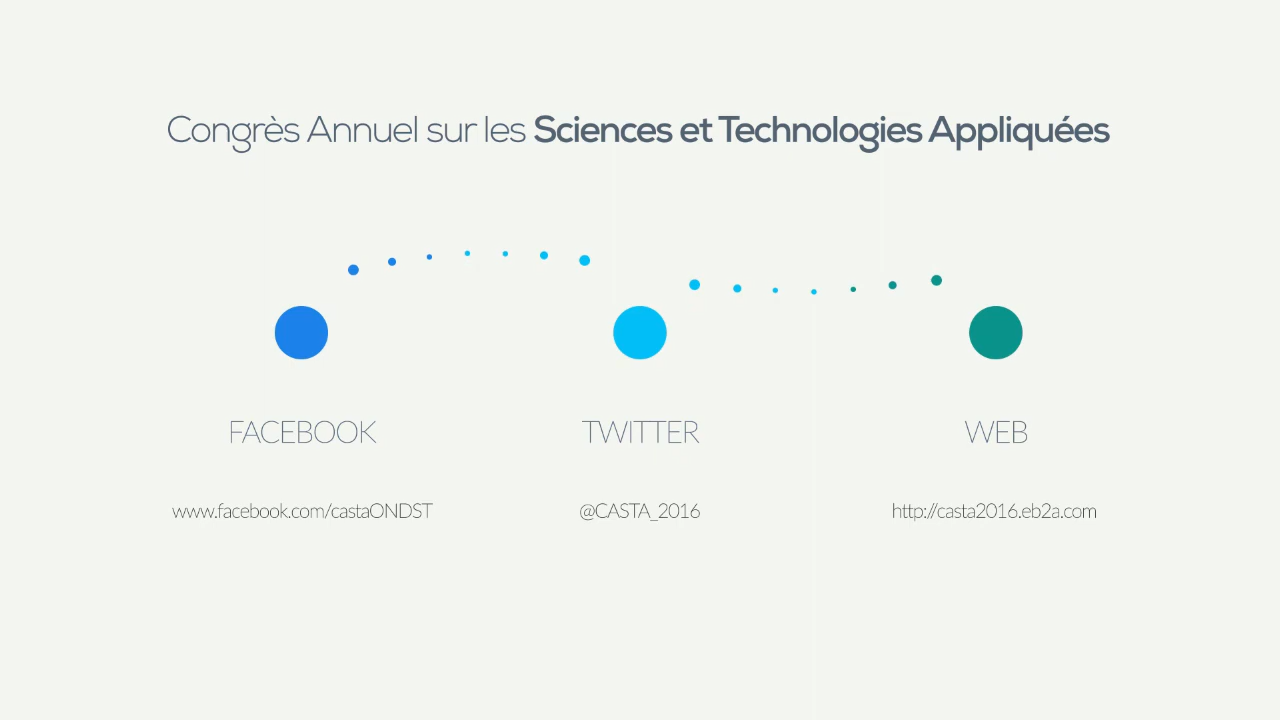 Congrès Annuel sur les Sciences et Technologies Appliquées
FACEBOOK
TWITTER
WEB
www.facebook.com/castaONDST
@CASTA_2016
http://casta2016.eb2a.com